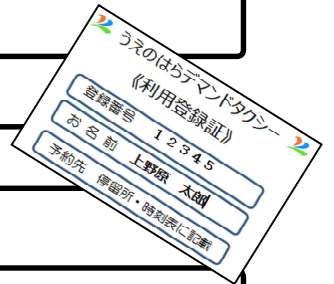 うえのはらデマンドタクシー
《利用登録証》
登録番号 12345
お名前 上野原 太郎
予約先 停留所・時刻表に記載